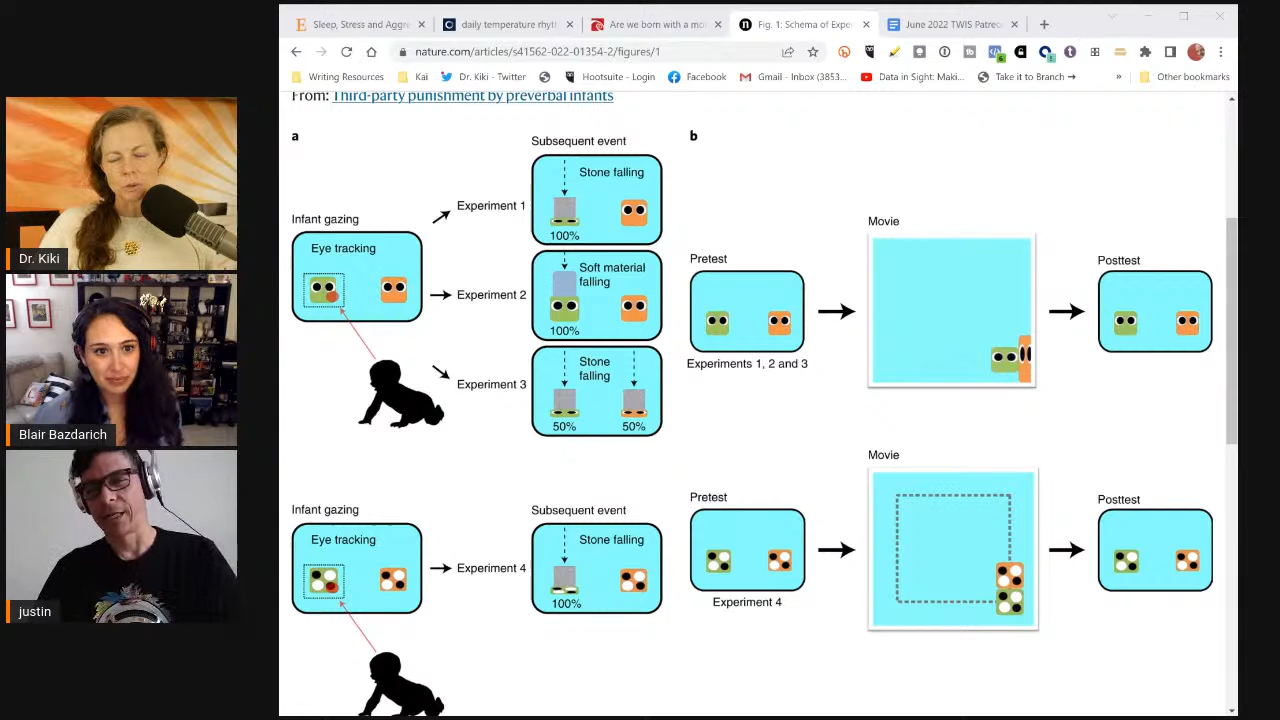 Sleep, Stress and Aggre
daily temperature rhyth
Are we born with a mo
Fig. 1: Schema of Expe
June 2022 TWIS Patreo
nature.com/articles/s41562-022-01354-2/figures/1
Writing Resources
Kai
Dr. Kiki - Twitter
Hootsuite - Login
Facebook
Gmail - Inbox (3853...
Data in Sight: Maki...
Take it to Branch →
»
Other bookmarks
From: Third-party punishment by preverbal infants
a
b
Subsequent event
Stone falling
100%
Experiment 1
Infant gazing
Eye tracking
Soft material
falling
100%
Experiment 2
Stone
falling
50% 50%
Experiment 3
Pretest
Experiments 1, 2 and 3
Movie
Posttest
Infant gazing
Eye tracking
Experiment 4
Subsequent event
Stone falling
100%
Pretest
Experiment 4
Movie
Posttest
Dr. Kiki
Blair Bazdarich
justin